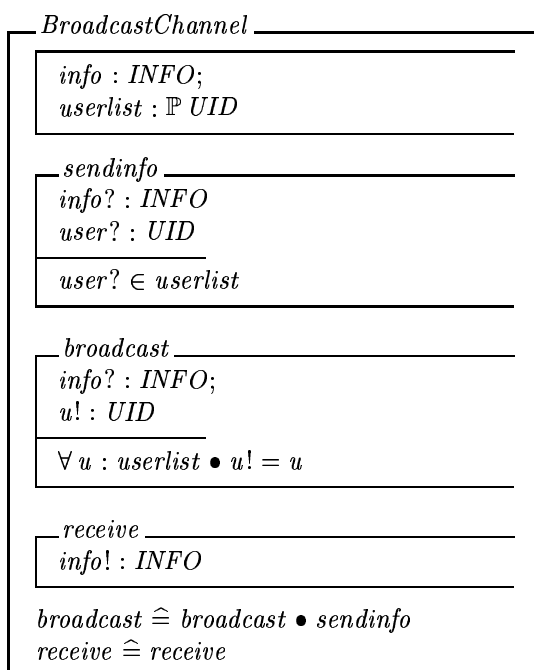 BroadcastChannel
info : INFO;
userlist : ℙ UID
sendinfo
info? : INFO
user? : UID
user? ∈ userlist
broadcast
info? : INFO;
u! : UID
∀ u : userlist • u! = u
receive
info! : INFO
broadcast ≙ broadcast • sendinfo
receive ≙ receive